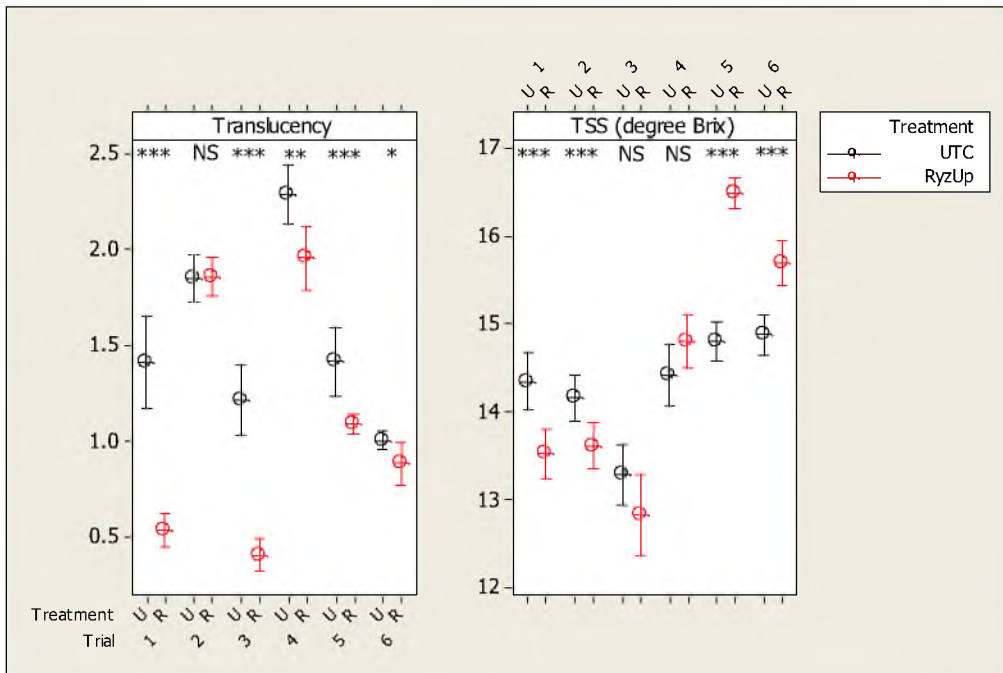 1 2 3 4 5 6
U R U R U R U R U R U R
Translucency
TSS (degree Brix)
Treatment
UTC
RyzUp
*** NS *** ** *** *
*** *** NS NS *** ***
2.5
2.0
1.5
1.0
0.5
17
16
15
14
13
12
Treatment U R U R U R U R U R U R
Trial 1 2 3 4 5 6